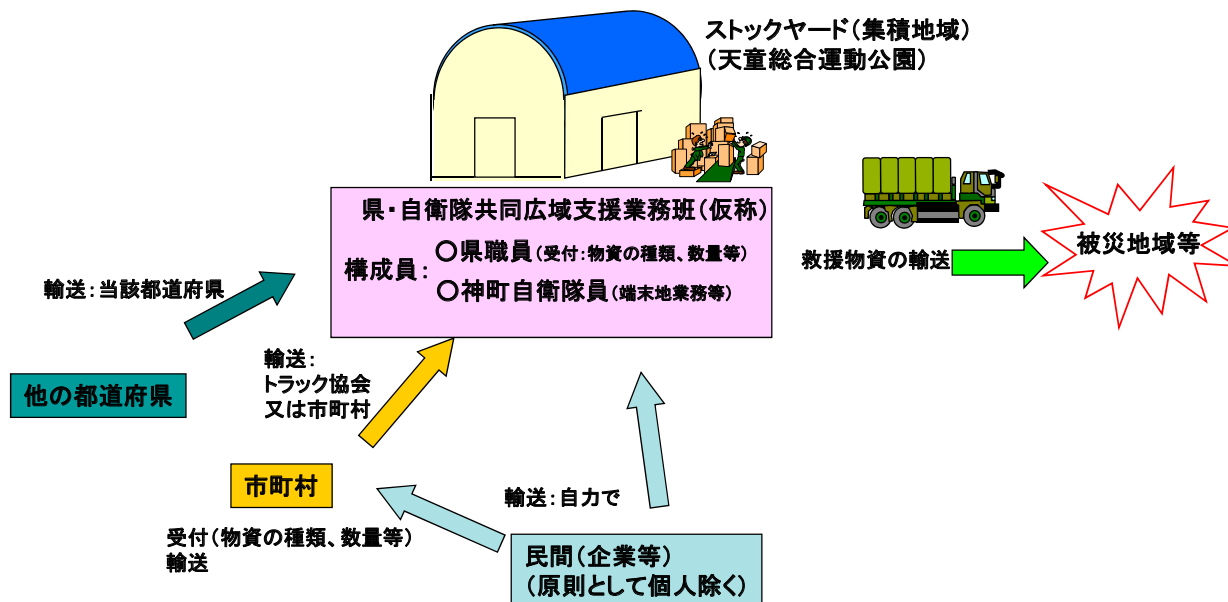 ストックヤード(集積地域)
(天童総合運動公園)
県・自衛隊共同広域支援業務班(仮称)
構成員:
○県職員(受付:物資の種類、数量等)
○神町自衛隊員(端末地業務等)
救援物資の輸送
被災地域等
輸送:当該都道府県
他の都道府県
輸送:
トラック協会
又は市町村
市町村
受付(物資の種類、数量等)
輸送
輸送:自力で
民間(企業等)
(原則として個人除く)